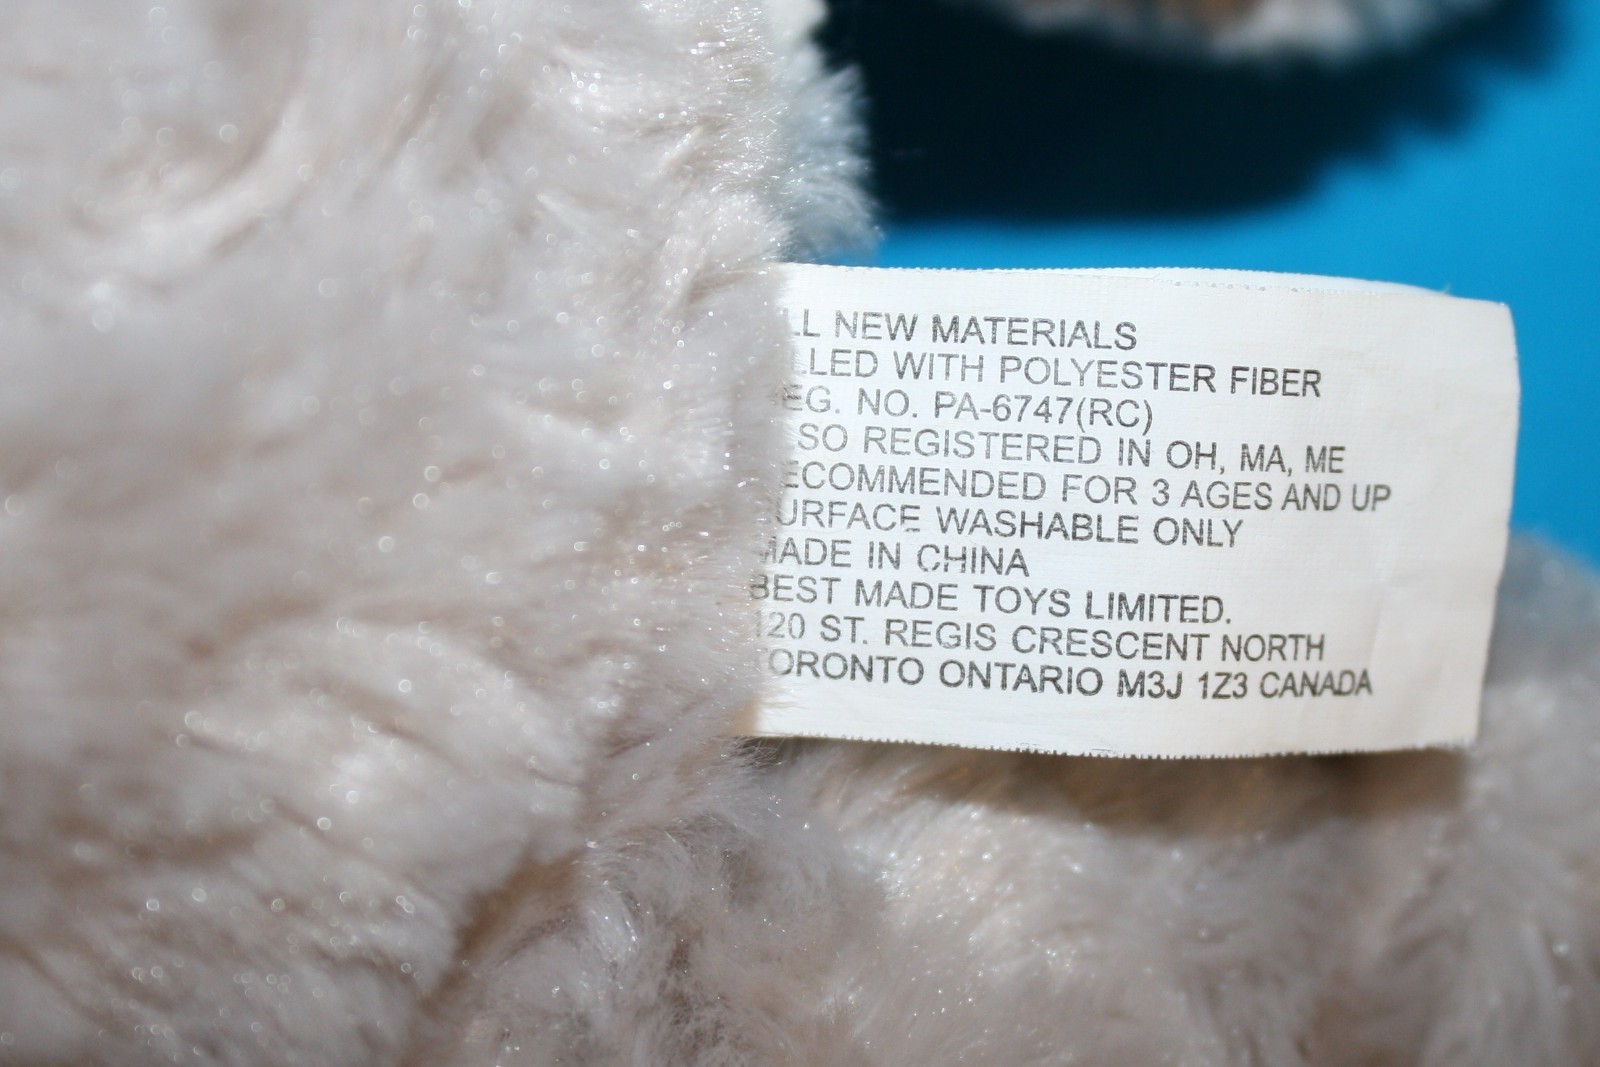 LL NEW MATERIALS
LLED WITH POLYESTER FIBER
EG. NO. PA-6747(RC)
SO REGISTERED IN OH, MA, ME
ECOMMENDED FOR 3 AGES AND UP
URFACE WASHABLE ONLY
MADE IN CHINA
BEST MADE TOYS LIMITED.
120 ST. REGIS CRESCENT NORTH
TORONTO ONTARIO M3J 1Z3 CANADA